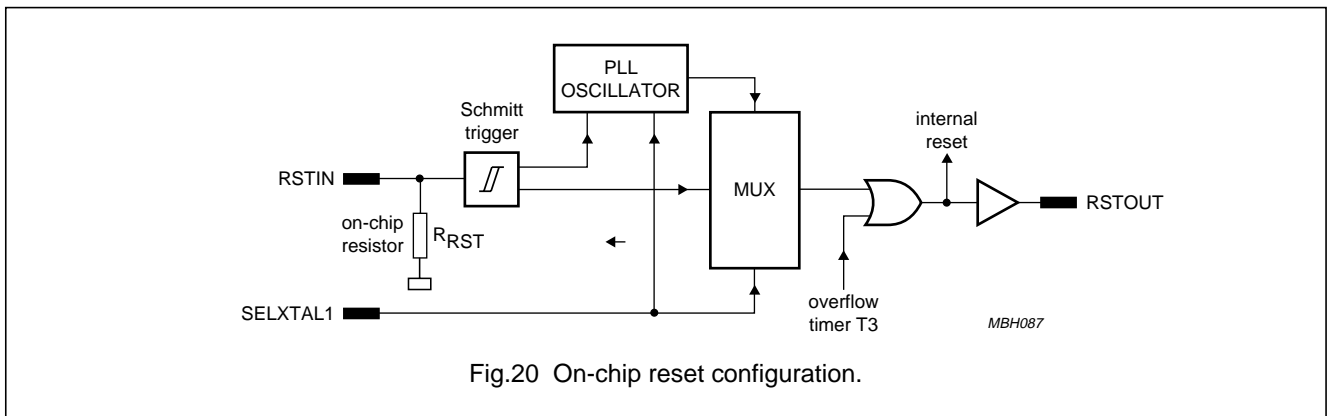 PLL
OSCILLATOR
Schmitt
trigger
internal
reset
RSTIN
MUX
RSTOUT
on-chip
resistor
RRST
overflow
timer T3
SELXTAL1
MBH087
Fig.20 On-chip reset configuration.